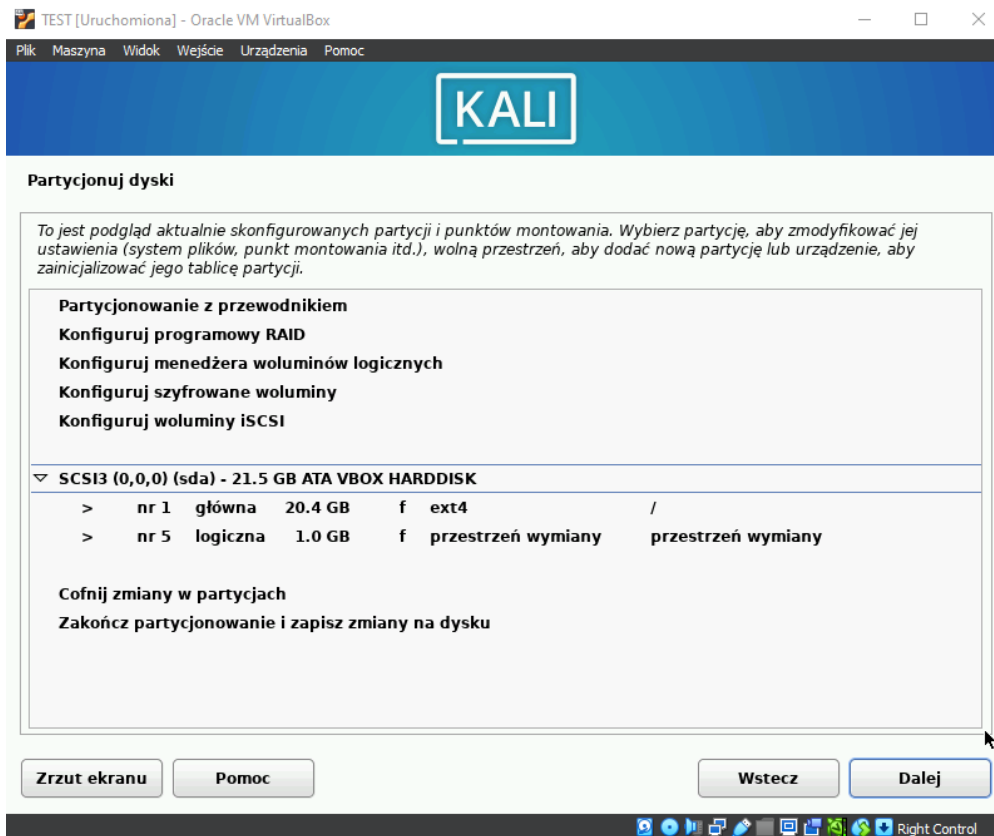 TEST [Uruchomiona] - Oracle VM VirtualBox
Plik Maszyna Widok Wejście Urządzenia Pomoc
KALI
Partycjonuj dyski
To jest podgląd aktualnie skonfigurowanych partycji i punktów montowania. Wybierz partycję, aby zmodyfikować jej
ustawienia (system plików, punkt montowania itd.), wolną przestrzeń, aby dodać nową partycję lub urządzenie, aby
zainicjalizować jego tablicę partycji.
Partycjonowanie z przewodnikiem
Konfiguruj programowy RAID
Konfiguruj menedżera woluminów logicznych
Konfiguruj szyfrowane woluminy
Konfiguruj woluminy iSCSI
SCSI3 (0,0,0) (sda) - 21.5 GB ATA VBOX HARDDISK
> nr 1 główna 20.4 GB f ext4 /
> nr 5 logiczna 1.0 GB f przestrzeń wymiany przestrzeń wymiany
Cofnij zmiany w partycjach
Zakończ partycjonowanie i zapisz zmiany na dysku
Zrzut ekranu Pomoc Wstecz Dalej
Right Control